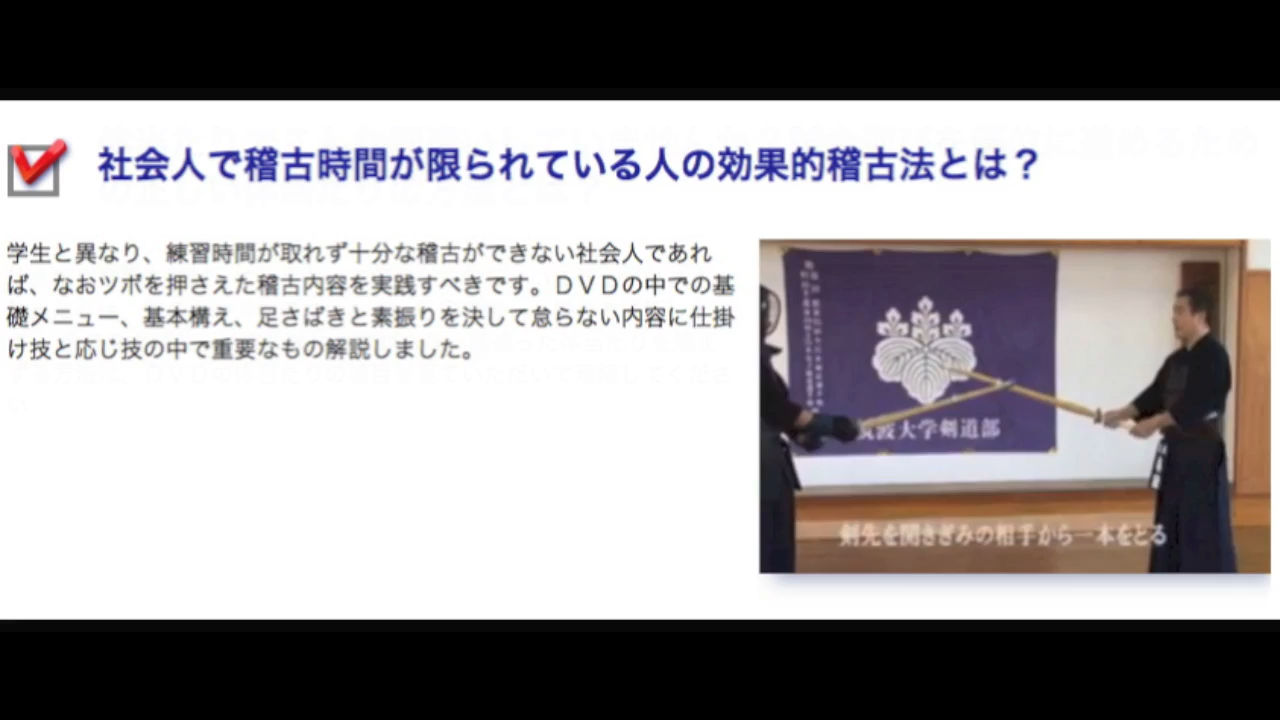 社会人で稽古時間が限られている人の効果的稽古法とは？
学生と異なり、練習時間が取れず十分な稽古ができない社会人であれ
ば、なおツボを押さえた稽古内容を実践すべきです。ＤＶＤの中での基
礎メニュー、基本構え、足さばきと素振りを決して怠らない内容に仕掛
け技と応じ技の中で重要なもの解説しました。
筑波大学剣道部
剣先を開きぎみの相手から一本をとる